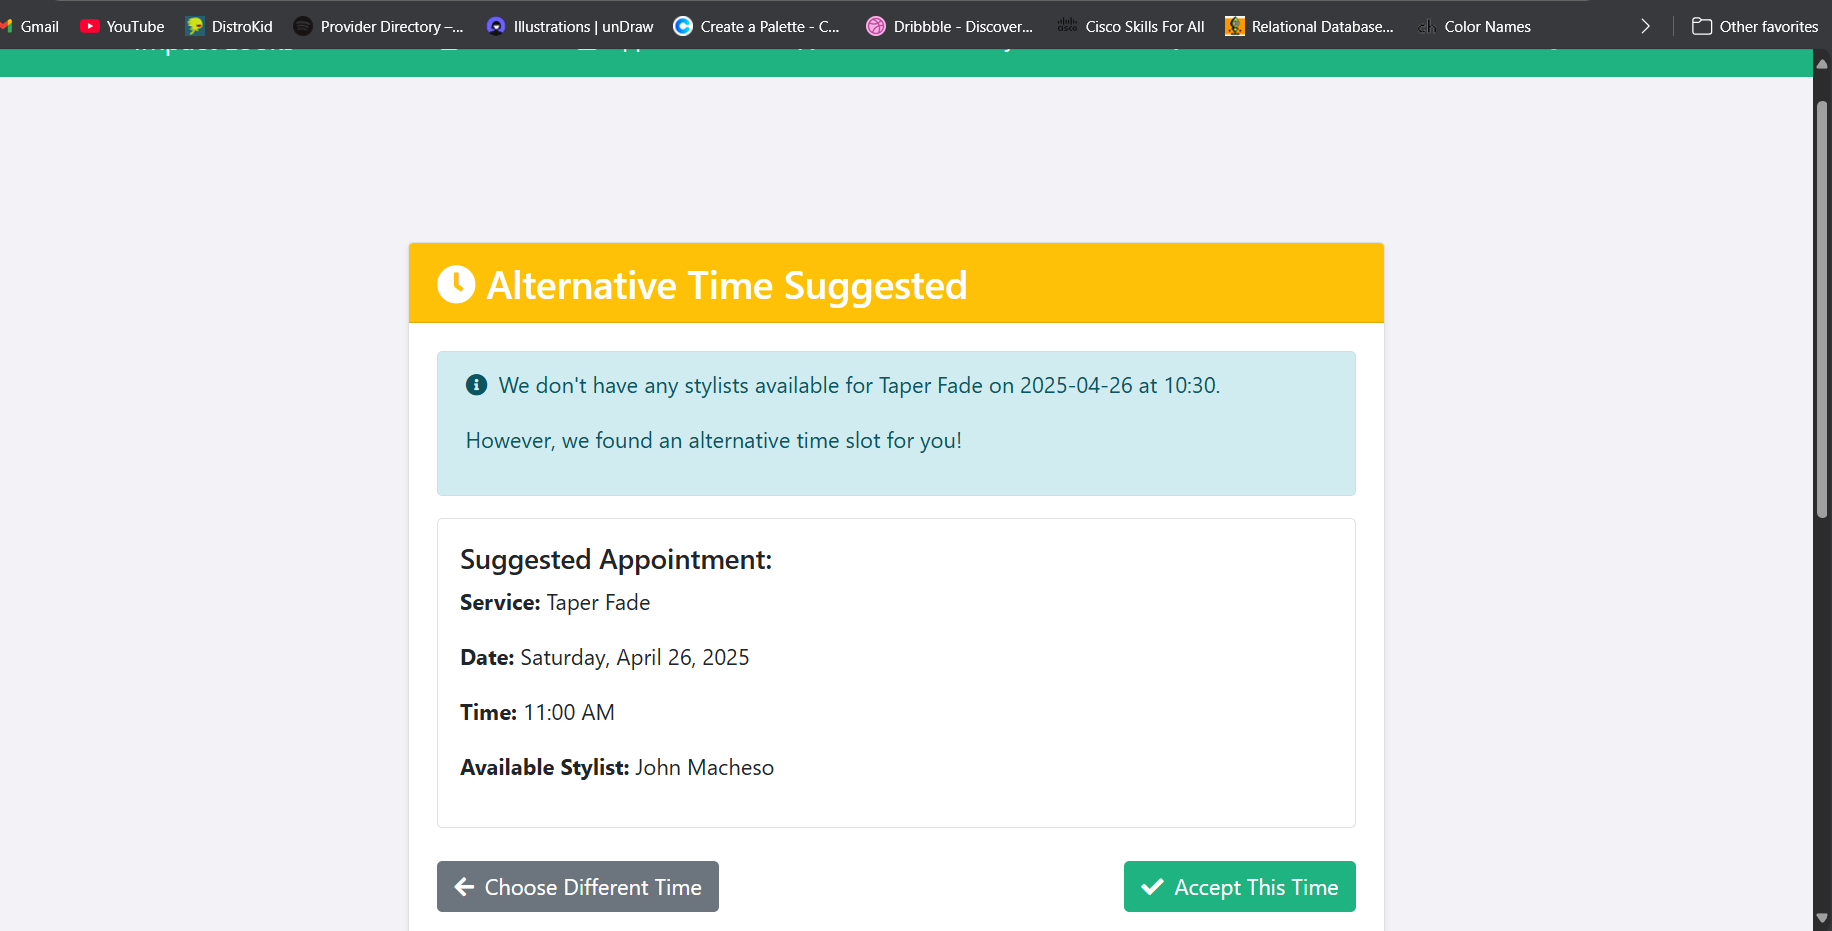 Gmail YouTube DistroKid Provider Directory –... Illustrations | unDraw Create a Palette - C... Dribbble - Discover... Cisco Skills For All Relational Database... Color Names Other favorites
Alternative Time Suggested
We don't have any stylists available for Taper Fade on 2025-04-26 at 10:30.
However, we found an alternative time slot for you!
Suggested Appointment:
Service: Taper Fade
Date: Saturday, April 26, 2025
Time: 11:00 AM
Available Stylist: John Macheso
Choose Different Time
Accept This Time